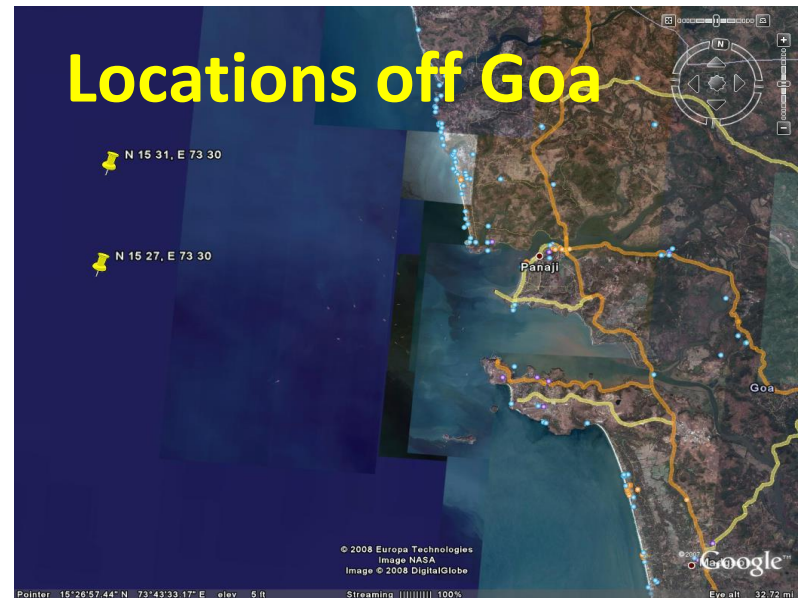 Locations off Goa
N
N 15 31, E 73 30
N 15 27, E 73 30
Panaji
Goa
© 2008 Europa Technologies
Image NASA
Image © 2008 DigitalGlobe
© 2007
Google™
Pointer 15°26'57.44" N 73°43'33.17" E elev 5 ft Streaming |||||||||| 100% Eye alt 32.72 mi